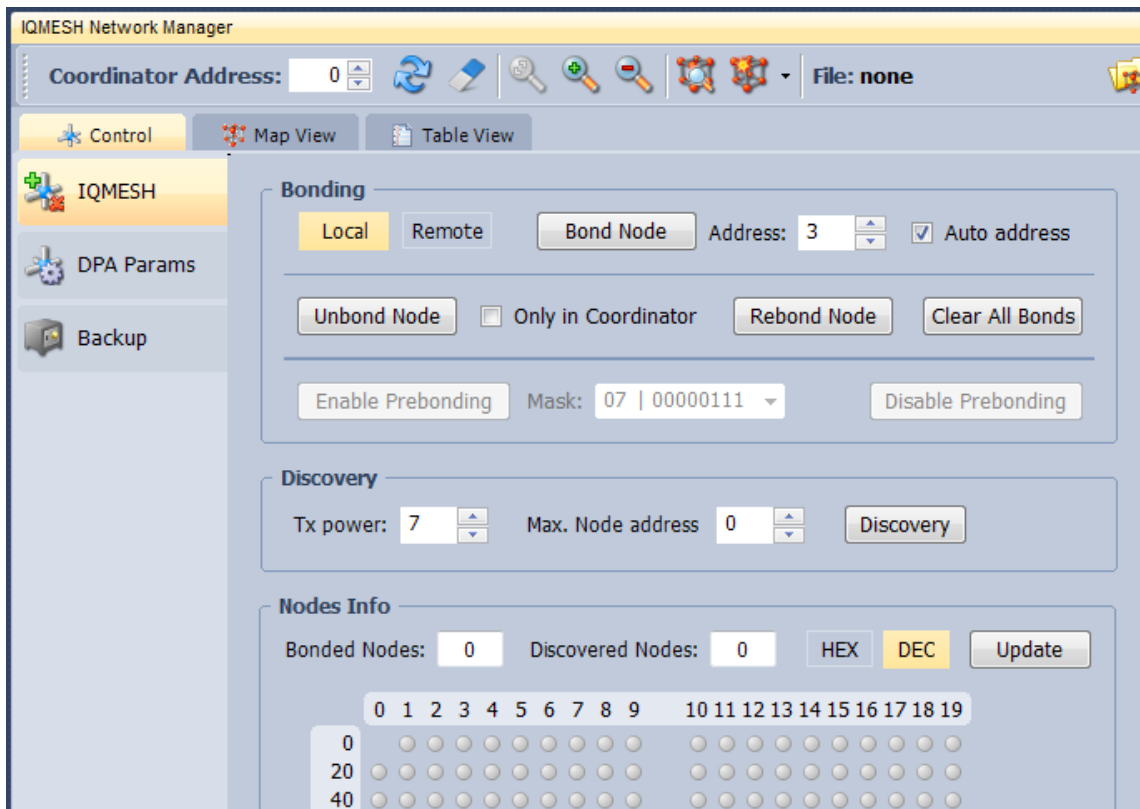 IQMESH Network Manager
Coordinator Address: 0 File: none
Control Map View Table View
IQMESH
DPA Params
Backup
Bonding
Local Remote Bond Node Address: 3 Auto address
Unbond Node Only in Coordinator Rebond Node Clear All Bonds
Enable Prebonding Mask: 07 | 00000111 Disable Prebonding
Discovery
Tx power: 7 Max. Node address 0 Discovery
Nodes Info
Bonded Nodes: 0 Discovered Nodes: 0 HEX DEC Update
0 1 2 3 4 5 6 7 8 9 10 11 12 13 14 15 16 17 18 19
0
20
40